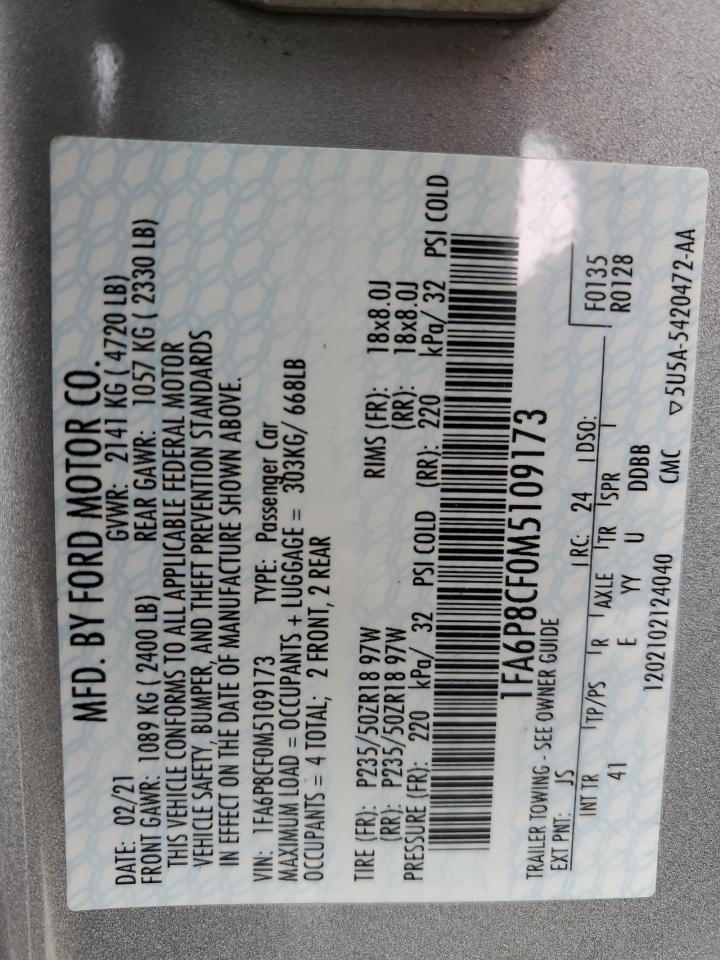 MFD. BY FORD MOTOR CO.
DATE: 02/21 GVWR: 2141 KG ( 4720 LB)
FRONT GAWR: 1089 KG ( 2400 LB) REAR GAWR: 1057 KG ( 2330 LB)
THIS VEHICLE CONFORMS TO ALL APPLICABLE FEDERAL MOTOR
VEHICLE SAFETY, BUMPER, AND THEFT PREVENTION STANDARDS
IN EFFECT ON THE DATE OF MANUFACTURE SHOWN ABOVE.
VIN: 1FA6P8CF0M5109173 TYPE: Passenger Car
MAXIMUM LOAD = OCCUPANTS + LUGGAGE = 303KG/ 668LB
OCCUPANTS = 4 TOTAL; 2 FRONT, 2 REAR
TIRE (FR): P235/50ZR18 97W RIMS (FR): 18x8.0J
(RR): P235/50ZR18 97W (RR): 18x8.0J
PRESSURE (FR): 220 kPa/ 32 PSI COLD (RR): 220 kPa/ 32 PSI COLD
1FA6P8CF0M5109173
TRAILER TOWING - SEE OWNER GUIDE F0135
EXT PNT: JS RC: 24 DSO: R0128
INT TR TP/PS R AXLE TR SPR
41 E YY U DDBB
1202102124040 CMC ▽5U5A-5420472-AA